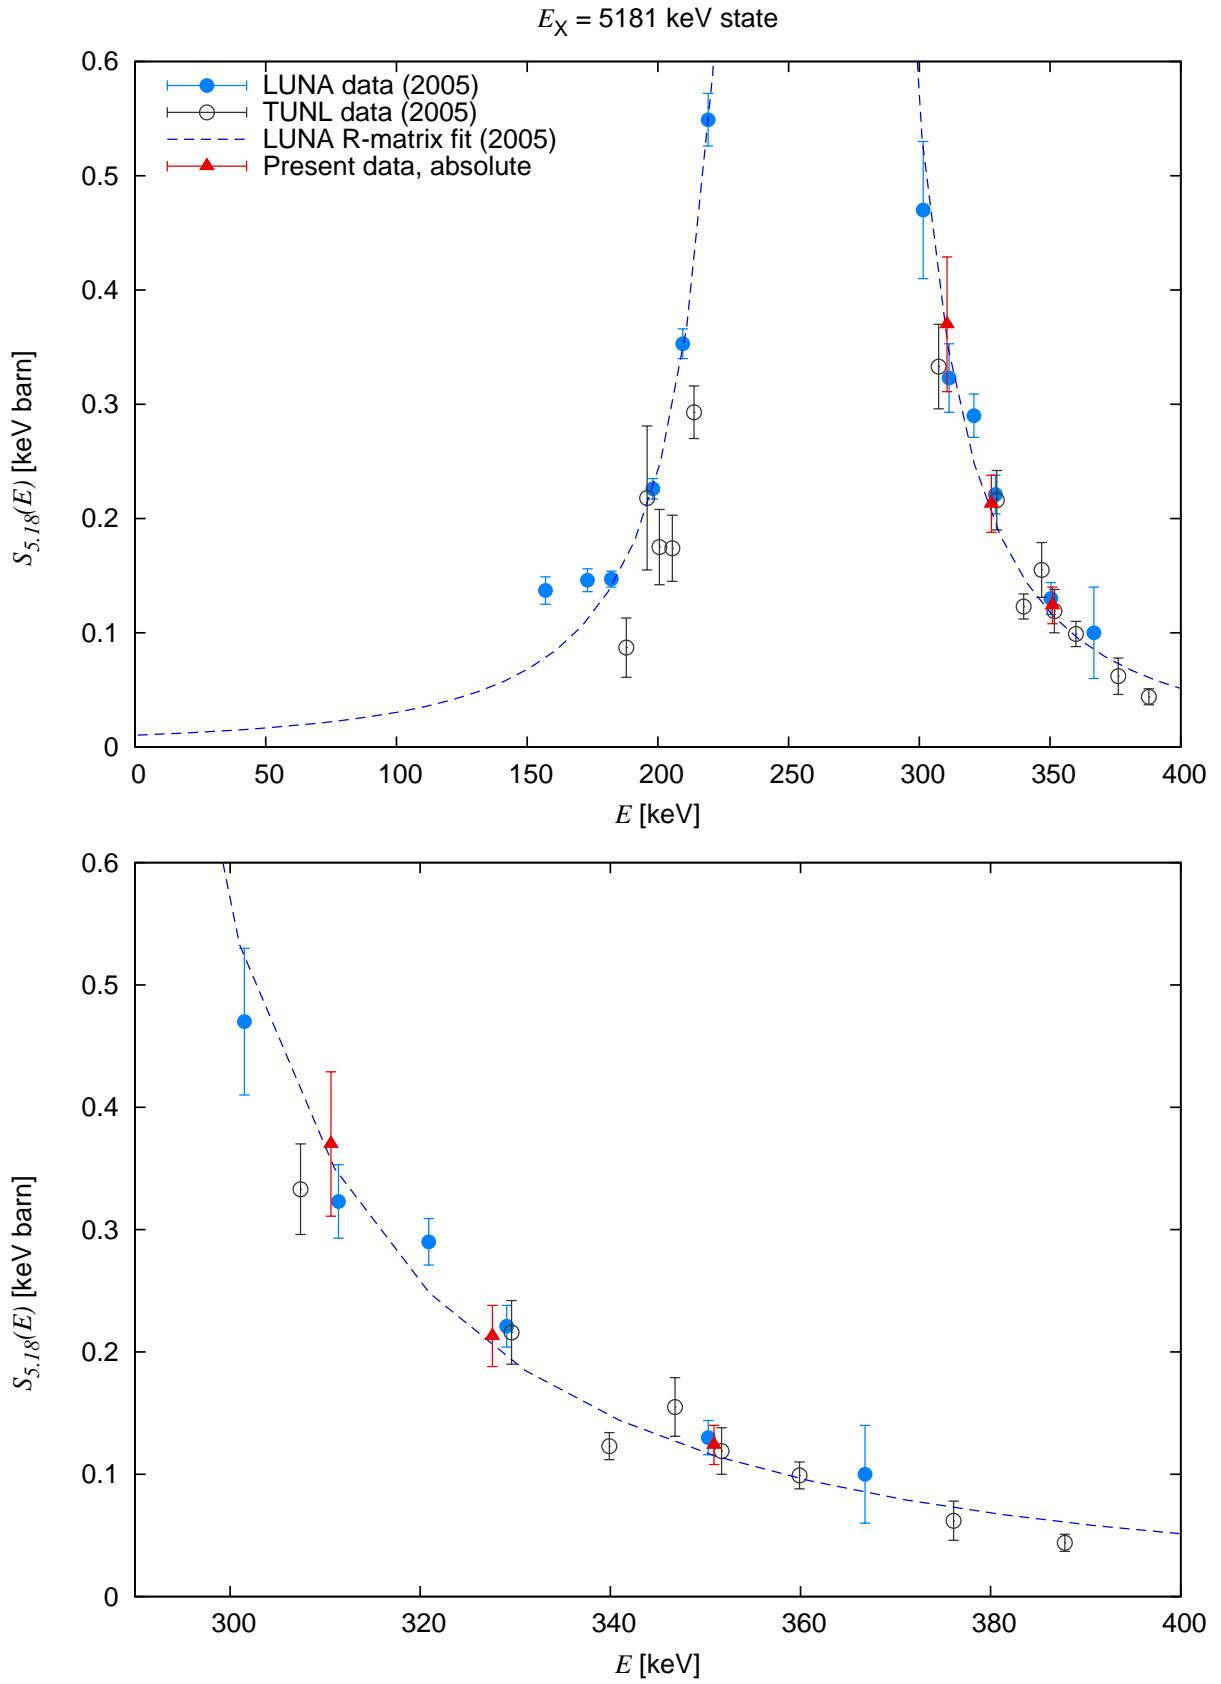 E_X = 5181 keV state
LUNA data (2005)
TUNL data (2005)
LUNA R-matrix fit (2005)
Present data, absolute
0.6
0.5
0.4
0.3
0.2
0.1
0
S_5.18(E) [keV barn]
0 50 100 150 200 250 300 350 400
E [keV]
0.6
0.5
0.4
0.3
0.2
0.1
0
S_5.18(E) [keV barn]
300 320 340 360 380 400
E [keV]